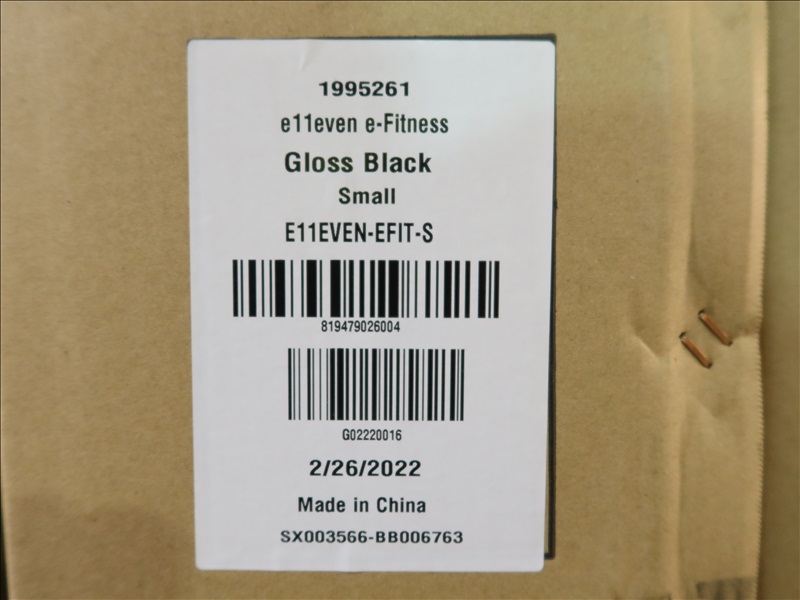 1995261
e11even e-Fitness
Gloss Black
Small
E11EVEN-EFIT-S
819479026004
G02220016
2/26/2022
Made in China
SX003566-BB006763